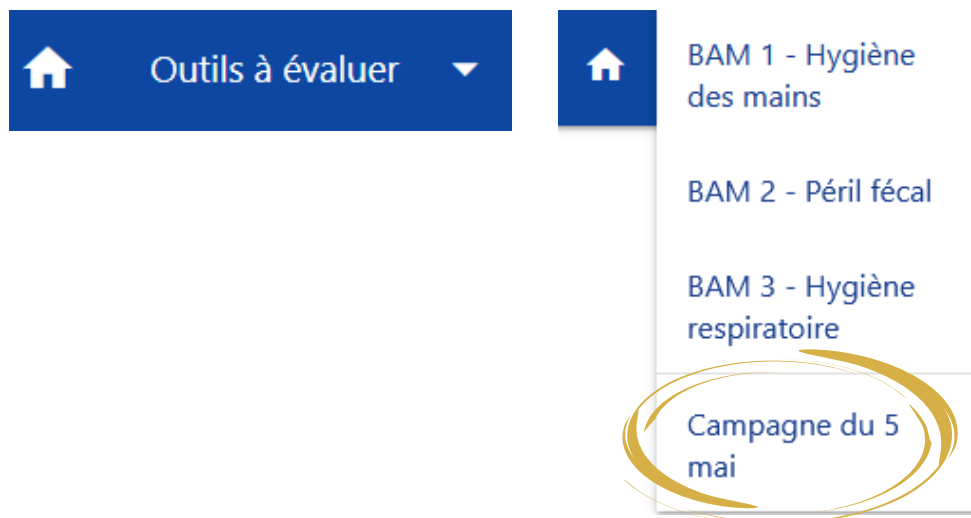 Outils à évaluer
BAM 1 - Hygiène
des mains
BAM 2 - Péril fécal
BAM 3 - Hygiène
respiratoire
Campagne du 5
mai